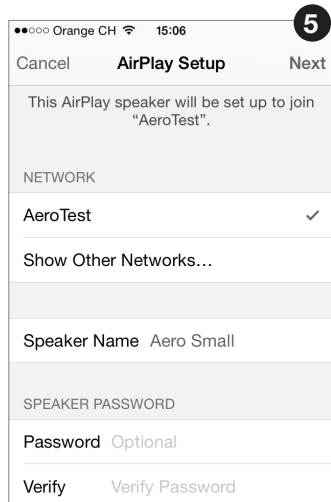 5
Orange CH 15:06
Cancel AirPlay Setup Next
This AirPlay speaker will be set up to join
“AeroTest”.
NETWORK
AeroTest
Show Other Networks…
Speaker Name Aero Small
SPEAKER PASSWORD
Password Optional
Verify Verify Password